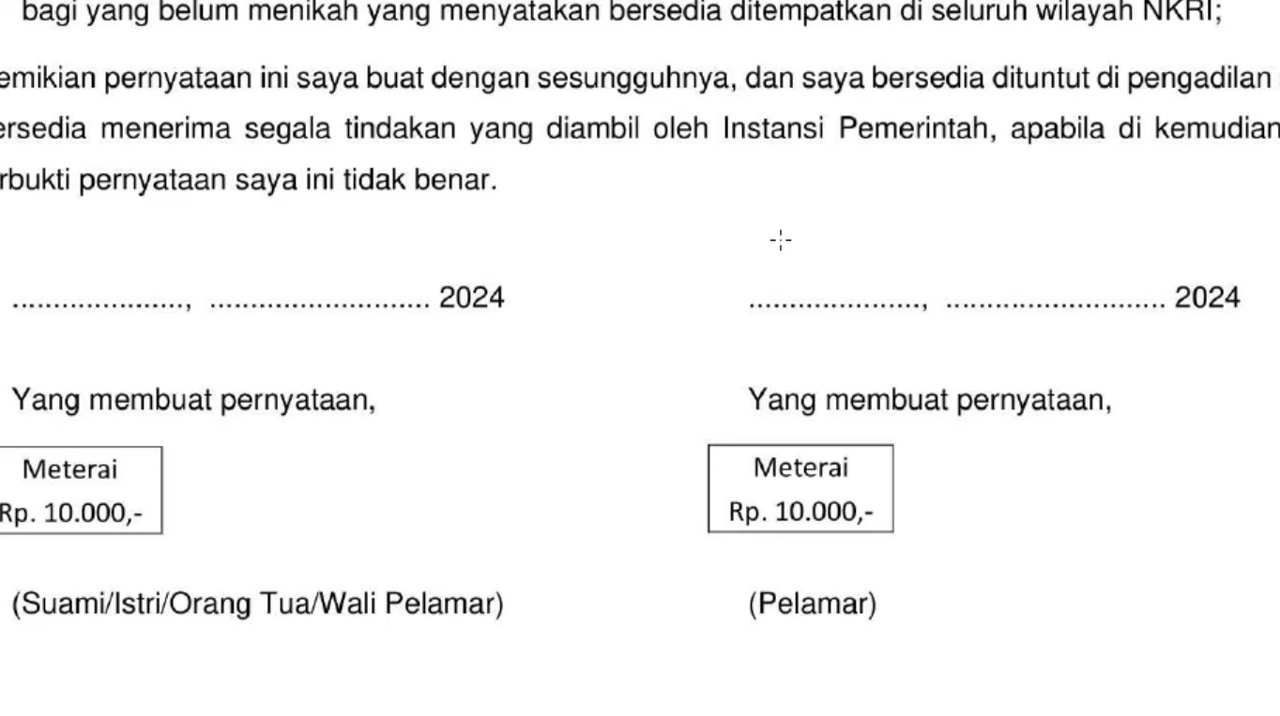 bagi yang belum menikah yang menyatakan bersedia ditempatkan di seluruh wilayah NKRI;
emikian pernyataan ini saya buat dengan sesungguhnya, dan saya bersedia dituntut di pengadilan
ersedia menerima segala tindakan yang diambil oleh Instansi Pemerintah, apabila di kemudian
rbukti pernyataan saya ini tidak benar.
....................., .......................... 2024
....................., .......................... 2024
Yang membuat pernyataan,
Yang membuat pernyataan,
Meterai
Rp. 10.000,-
Meterai
Rp. 10.000,-
(Suami/Istri/Orang Tua/Wali Pelamar)
(Pelamar)